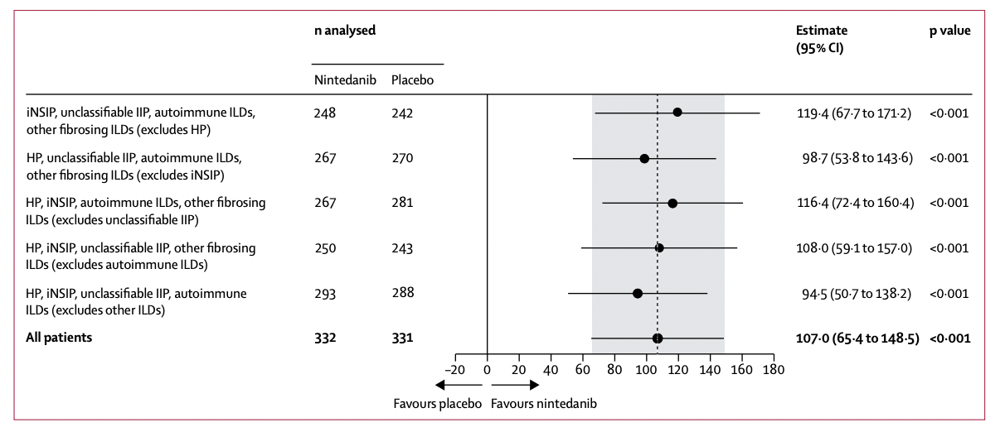 n analysed
Estimate
(95% CI)
p value
Nintedanib Placebo
iNSIP, unclassifiable IIP, autoimmune ILDs,
other fibrosing ILDs (excludes HP)
248 242 119·4 (67·7 to 171·2) <0·001
HP, unclassifiable IIP, autoimmune ILDs,
other fibrosing ILDs (excludes iNSIP)
267 270 98·7 (53·8 to 143·6) <0·001
HP, iNSIP, autoimmune ILDs, other fibrosing
ILDs (excludes unclassifiable IIP)
267 281 116·4 (72·4 to 160·4) <0·001
HP, iNSIP, unclassifiable IIP, other fibrosing
ILDs (excludes autoimmune ILDs)
250 243 108·0 (59·1 to 157·0) <0·001
HP, iNSIP, unclassifiable IIP, autoimmune
ILDs (excludes other ILDs)
293 288 94·5 (50·7 to 138·2) <0·001
All patients 332 331 107·0 (65·4 to 148·5) <0·001
–20 0 20 40 60 80 100 120 140 160 180
Favours placebo Favours nintedanib